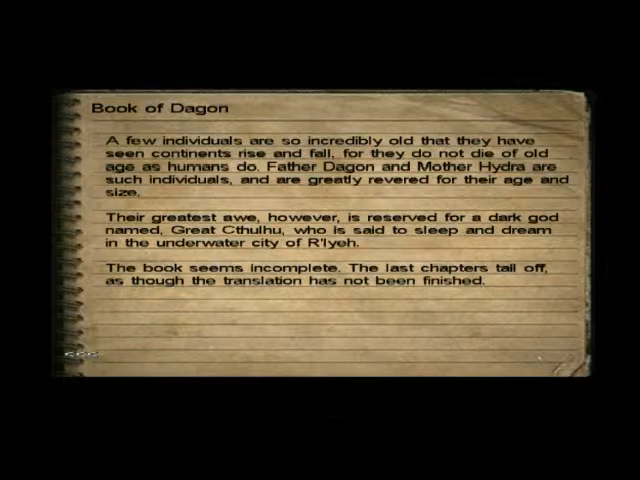 Book of Dagon
A few individuals are so incredibly old that they have
seen continents rise and fall, for they do not die of old
age as humans do. Father Dagon and Mother Hydra are
such individuals, and are greatly revered for their age and
size.
Their greatest awe, however, is reserved for a dark god
named, Great Cthulhu, who is said to sleep and dream
in the underwater city of R'lyeh.
The book seems incomplete. The last chapters tail off,
as though the translation has not been finished.
<<<